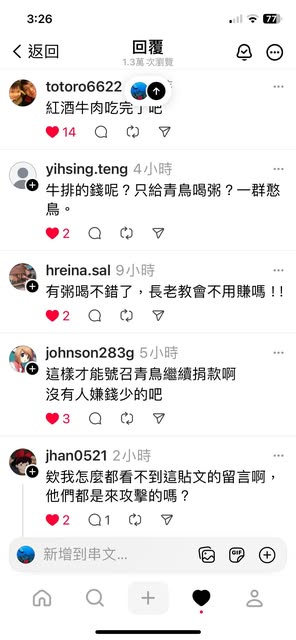 3:26
77
返回
回覆
1.3萬 次瀏覽
totoro6622
紅酒牛肉吃完了吧
14
yihsing.teng 4小時
牛排的錢呢？只給青鳥喝粥？一群憨
鳥。
2
hreina.sal 9小時
有粥喝不錯了，長老教會不用賺嗎 !!
2
johnson283g 5小時
這樣才能號召青鳥繼續捐款啊
沒有人嫌錢少的吧
3
jhan0521 2小時
欸我怎麼都看不到這貼文的留言啊，
他們都是來攻擊的嗎？
2 1
新增到串文...
GIF